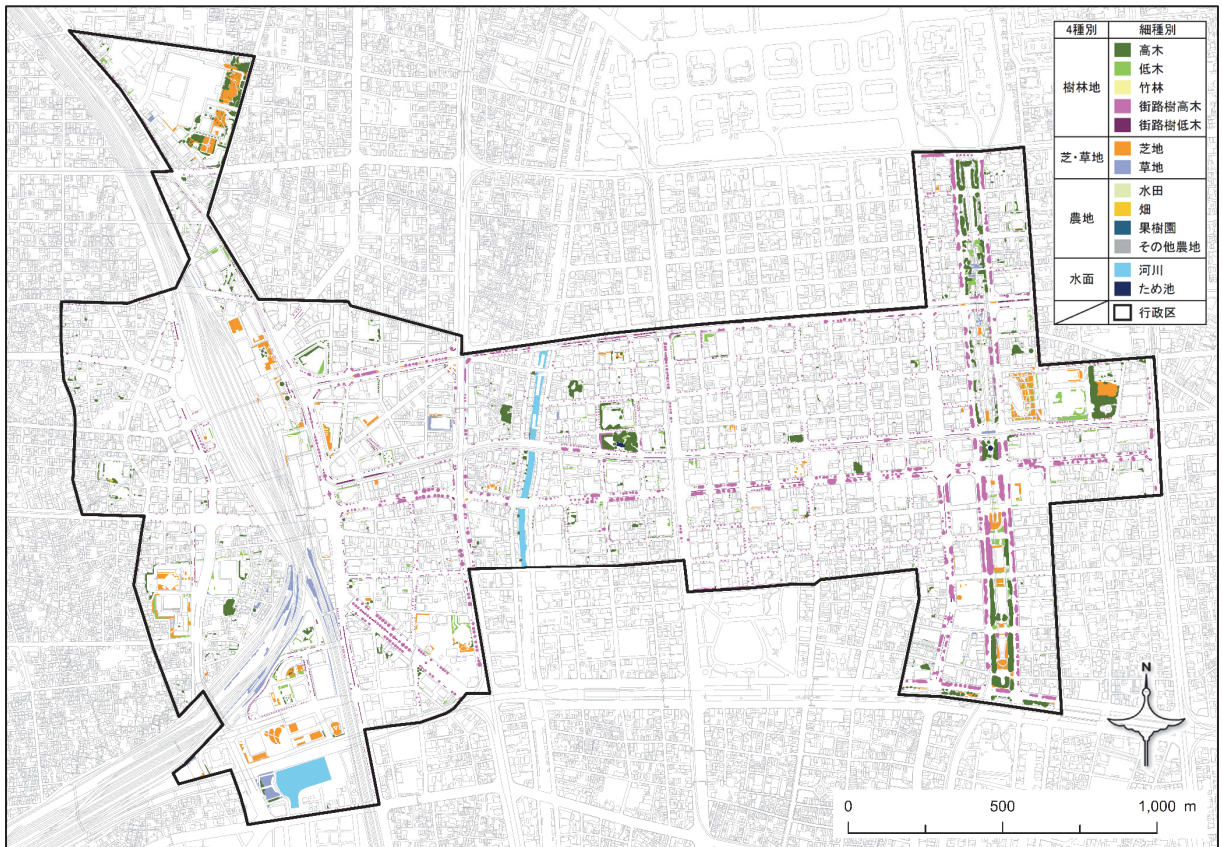 4種別 細種別
樹林地
高木
低木
竹林
街路樹高木
街路樹低木
芝・草地
芝地
草地
農地
水田
畑
果樹園
その他農地
水面
河川
ため池
行政区
N
0 500 1,000 m